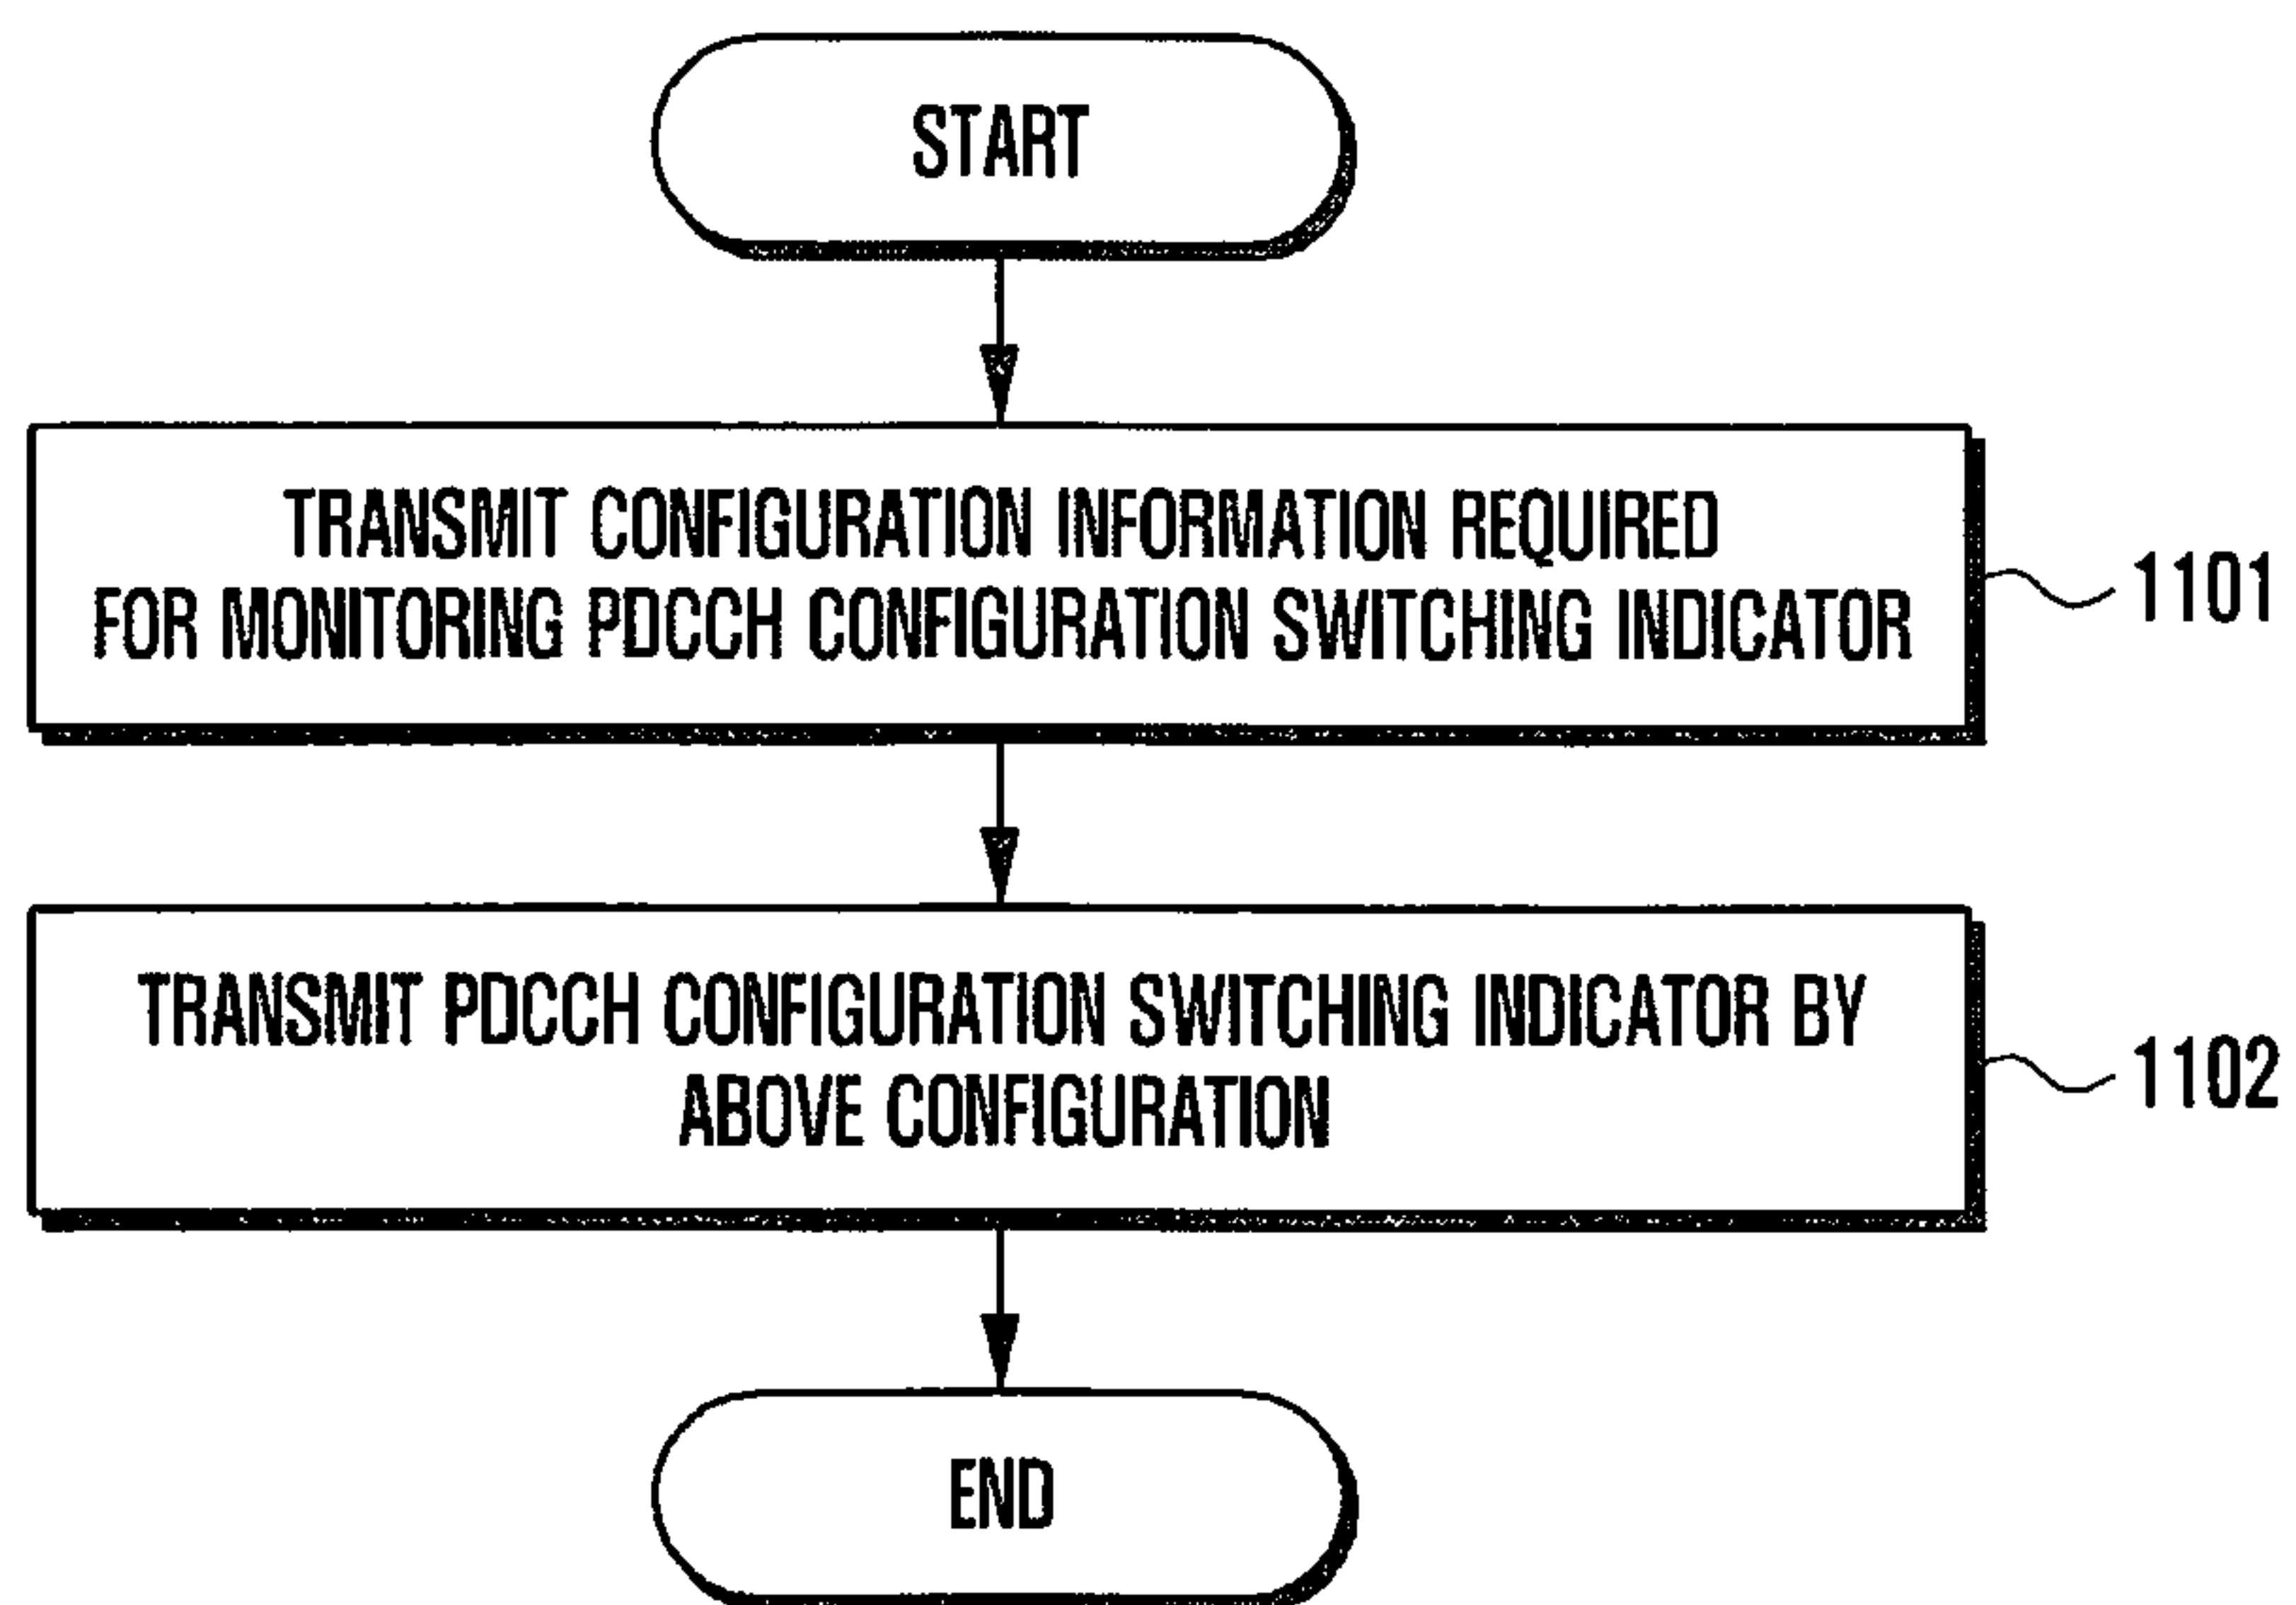 START
TRANSMIT CONFIGURATION INFORMATION REQUIRED
FOR MONITORING PDCCH CONFIGURATION SWITCHING INDICATOR
1101
TRANSMIT PDCCH CONFIGURATION SWITCHING INDICATOR BY
ABOVE CONFIGURATION
1102
END